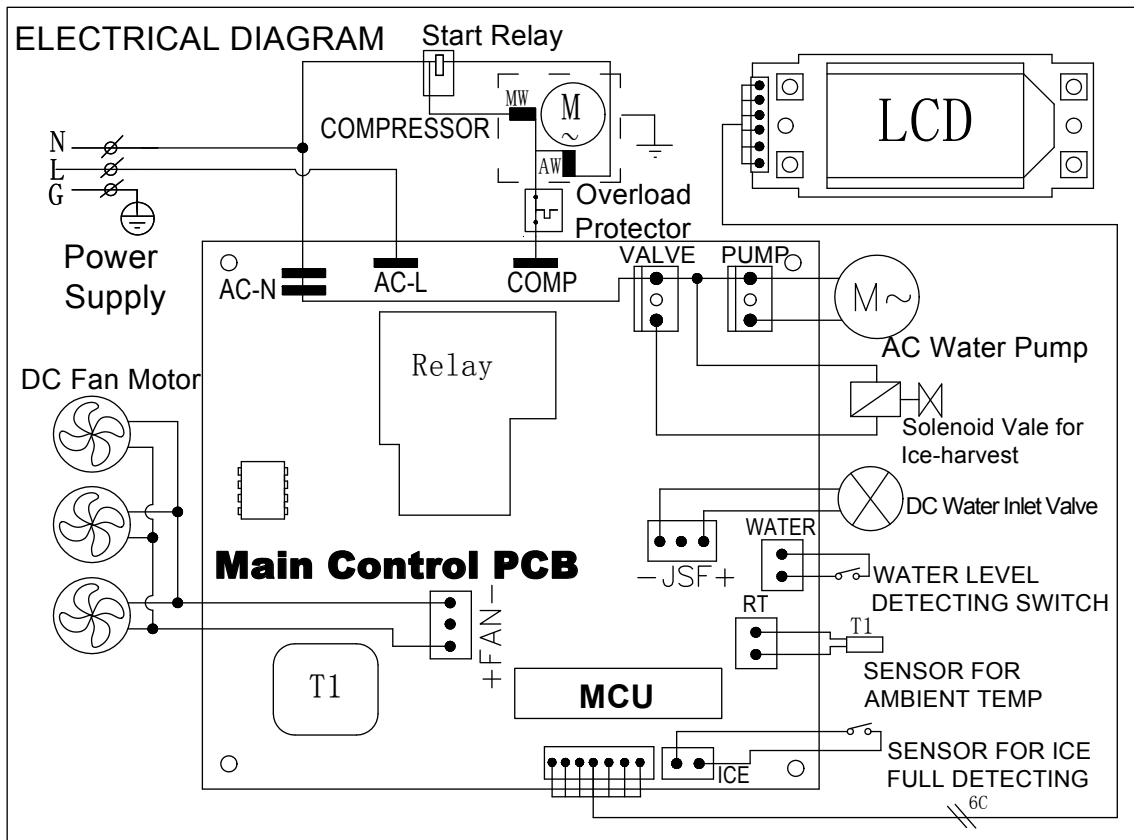 ELECTRICAL DIAGRAM
Start Relay
MW
M
~
COMPRESSOR
AW
LCD
N
L
G
Overload
Protector
Power
Supply
VALVE
PUMP
AC-N
AC-L
COMP
M~
AC Water Pump
Relay
DC Fan Motor
Solenoid Vale for
Ice-harvest
DC Water Inlet Valve
WATER
Main Control PCB
-JSF+
WATER LEVEL
DETECTING SWITCH
RT
T1
+FAN-
SENSOR FOR
AMBIENT TEMP
T1
MCU
SENSOR FOR ICE
FULL DETECTING
ICE
6C